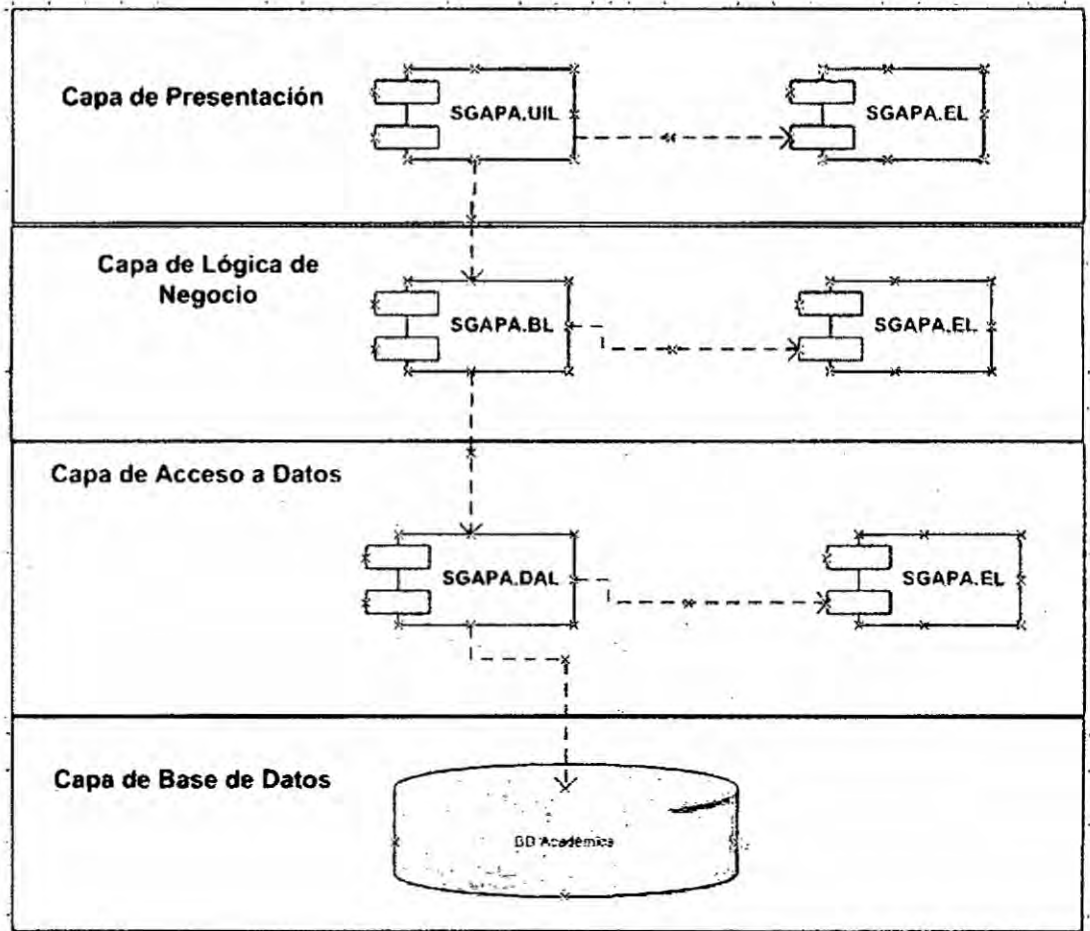 Capa de Presentación
SGAPA.UIL
SGAPA.EL
Capa de Lógica de
Negocio
SGAPA.BL
SGAPA.EL
Capa de Acceso a Datos
SGAPA.DAL
SGAPA.EL
Capa de Base de Datos
BD Académica